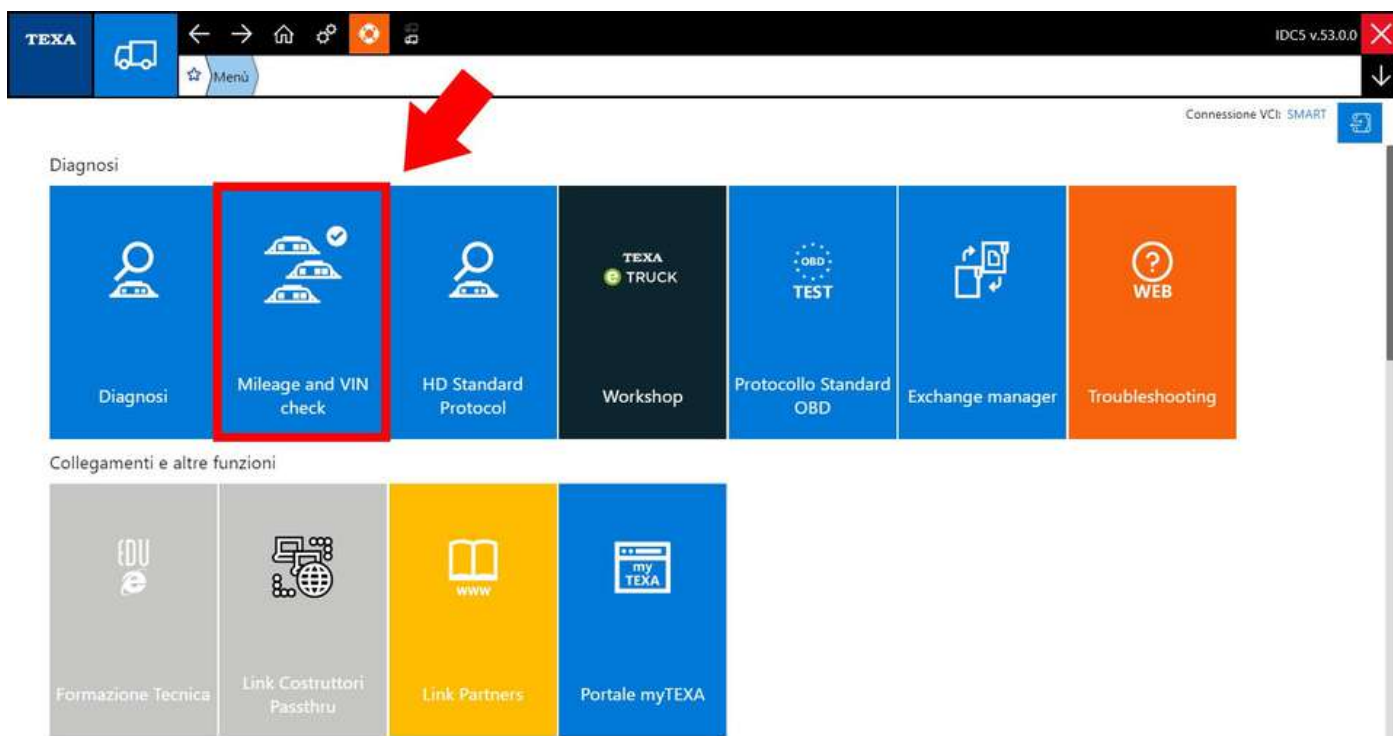 TEXA
IDC5 v.53.0.0
Menù
Connessione VCI: SMART
Diagnosi
Diagnosi
Mileage and VIN
check
HD Standard
Protocol
TEXA
e TRUCK
Workshop
OBD
TEST
Protocollo Standard
OBD
Exchange manager
?
WEB
Troubleshooting
Collegamenti e altre funzioni
EDU
e
Formazione Tecnica
Link Costruttori
Passthru
www
Link Partners
my
TEXA
Portale myTEXA